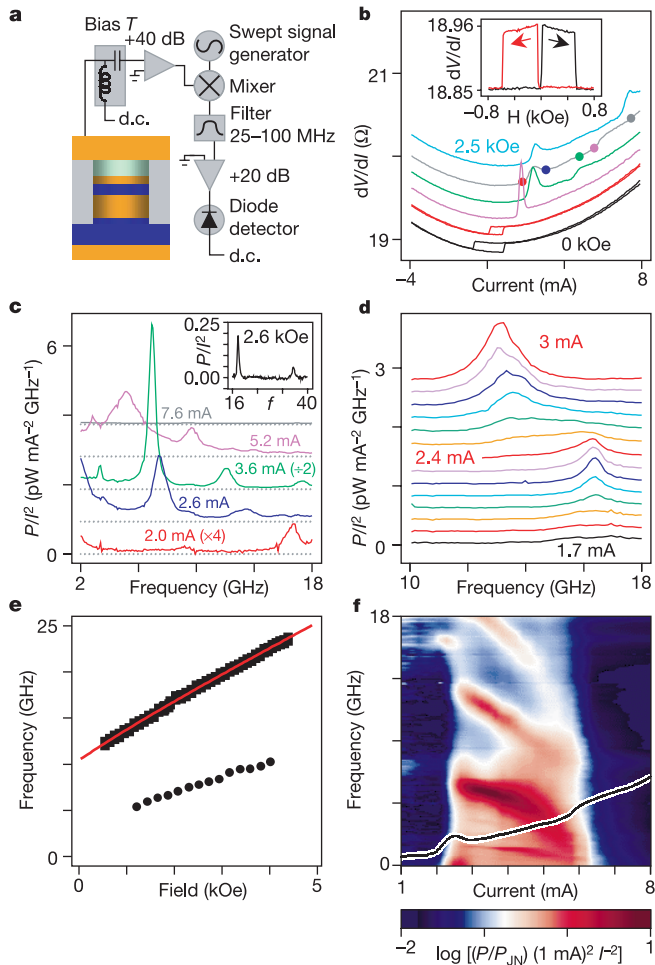 a
Bias T
+40 dB
Swept signal
generator
Mixer
Filter
25–100 MHz
+20 dB
Diode
detector
d.c.
d.c.
b
18.96
18.85
dV/dI
–0.8
0.8
H (kOe)
21
19
dV/dI (Ω)
2.5 kOe
0 kOe
–4
8
Current (mA)
c
6
0
P/I² (pW mA⁻² GHz⁻¹)
0.25
0.00
P/I²
2.6 kOe
16
f
40
7.6 mA
5.2 mA
3.6 mA (÷2)
2.6 mA
2.0 mA (×4)
2
18
Frequency (GHz)
d
3
0
P/I² (pW mA⁻² GHz⁻¹)
3 mA
2.4 mA
1.7 mA
10
18
Frequency (GHz)
e
25
0
Frequency (GHz)
0
5
Field (kOe)
f
18
0
Frequency (GHz)
1
8
Current (mA)
–2
1
log [(P/P_JN) (1 mA)² I⁻²]